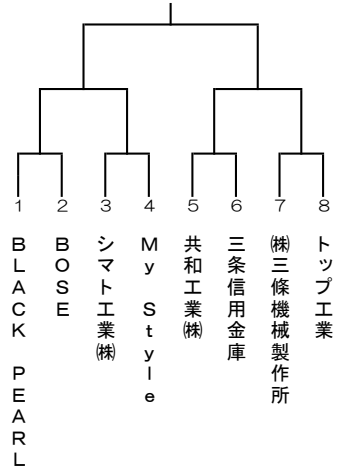 1 2 3 4 5 6 7 8
BLACK PEARL
BOSE
シマト工業㈱
My Style
共和工業㈱
三条信用金庫
㈱三條機械製作所
トップ工業